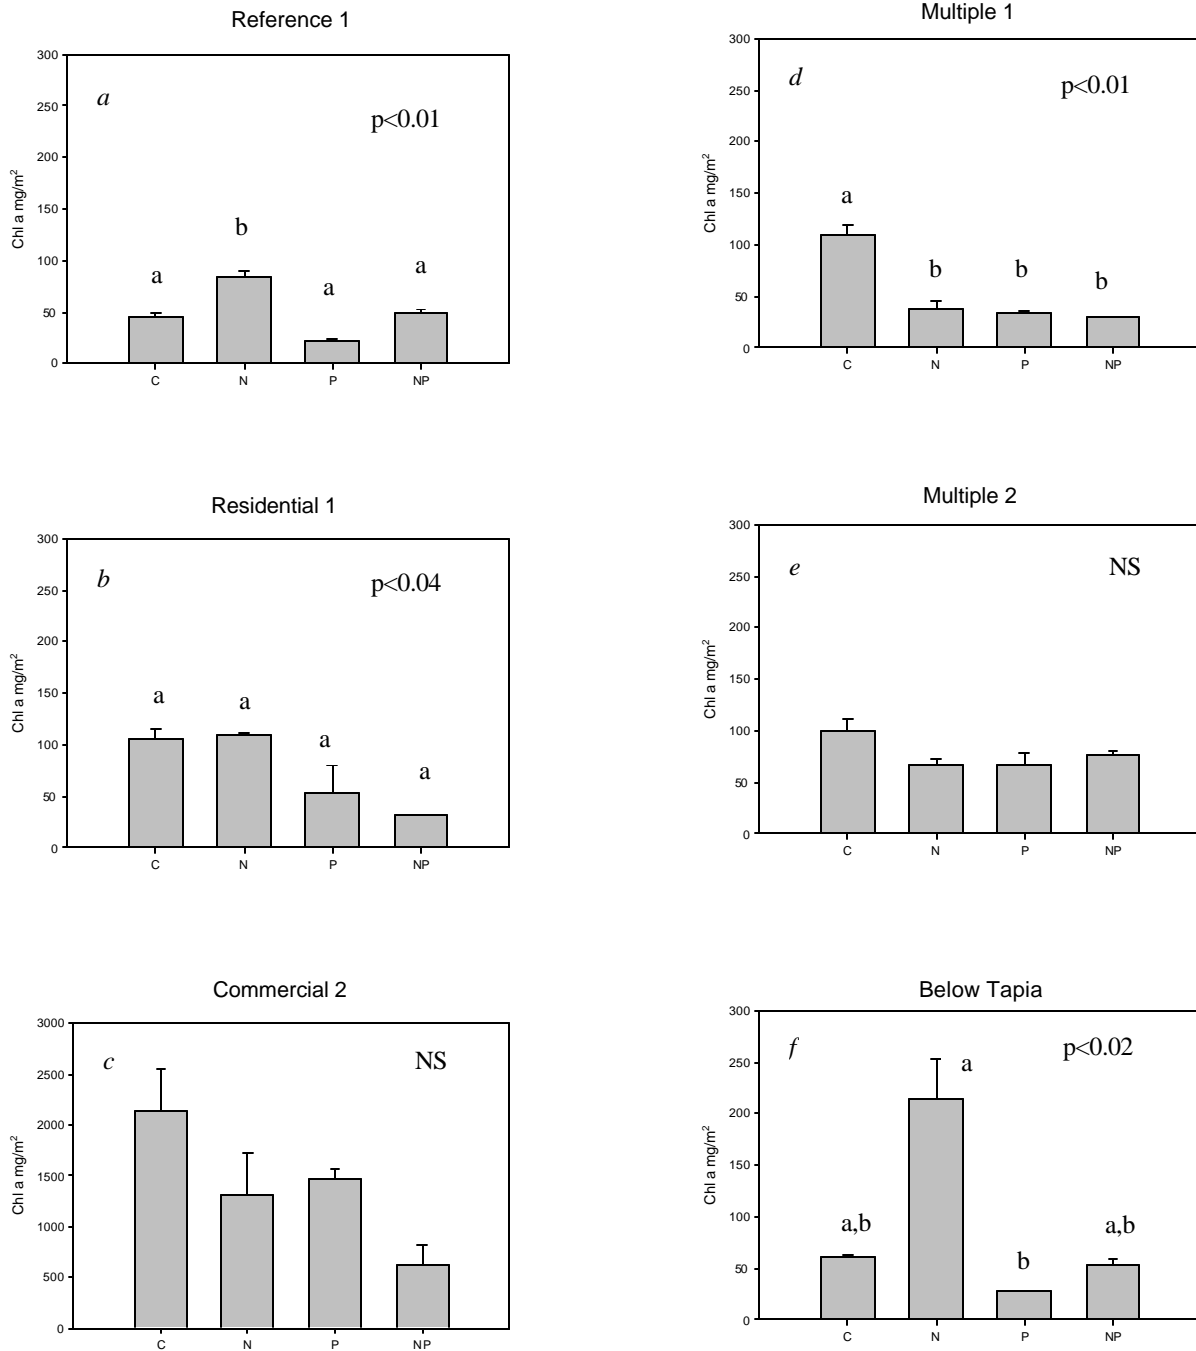 Reference 1
300
250
200
150
100
50
0
Chl a mg/m²
a
p<0.01
a
b
a
a
C N P NP
Multiple 1
300
250
200
150
100
50
0
Chl a mg/m²
d
p<0.01
a
b
b
b
C N P NP
Residential 1
300
250
200
150
100
50
0
Chl a mg/m²
b
p<0.04
a
a
a
a
C N P NP
Multiple 2
300
250
200
150
100
50
0
Chl a mg/m²
e
NS
C N P NP
Commercial 2
3000
2500
2000
1500
1000
500
0
Chl a mg/m²
c
NS
C N P NP
Below Tapia
300
250
200
150
100
50
0
Chl a mg/m²
f
p<0.02
a,b
a
b
a,b
C N P NP